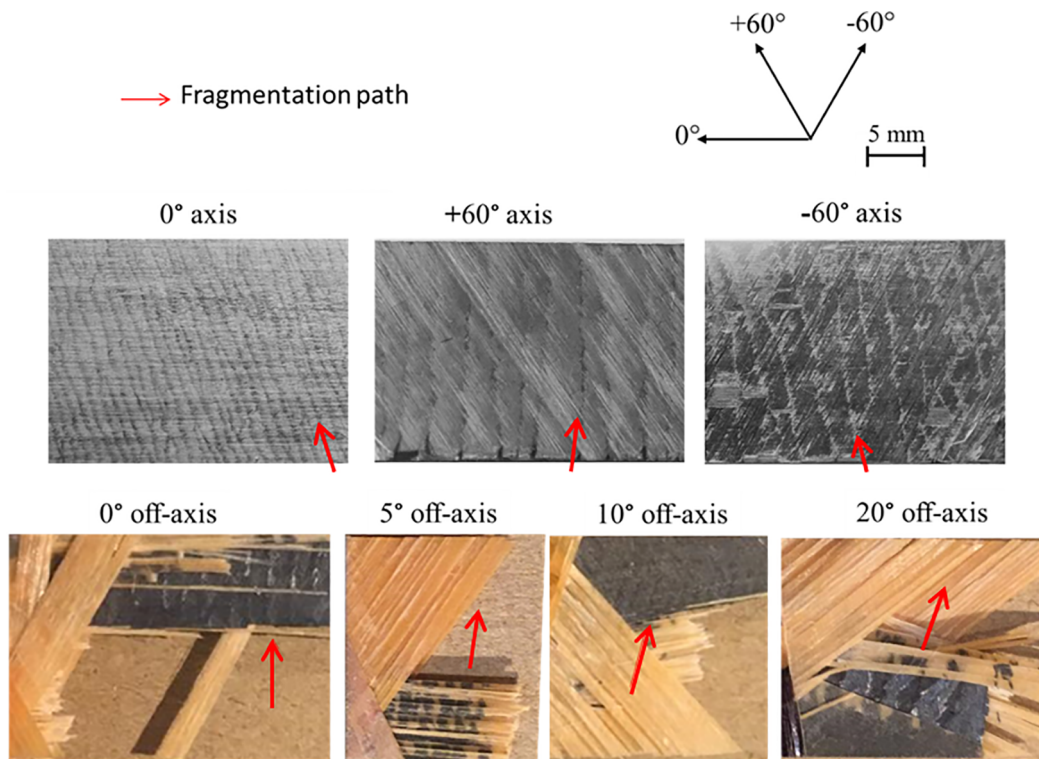 +60° -60°
Fragmentation path
0°
5 mm
0° axis +60° axis -60° axis
0° off-axis 5° off-axis 10° off-axis 20° off-axis